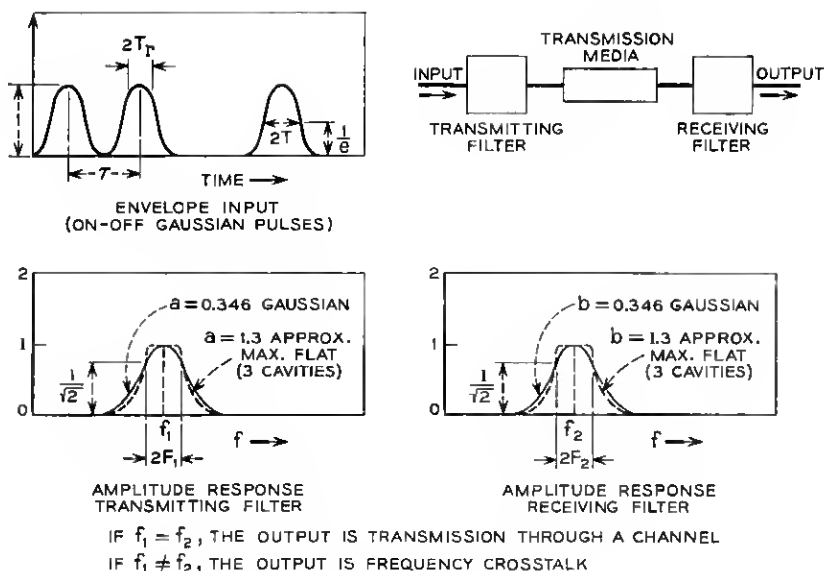 2Tr
2T
1/e
τ
TIME
ENVELOPE INPUT
(ON-OFF GAUSSIAN PULSES)
TRANSMISSION
MEDIA
INPUT
OUTPUT
TRANSMITTING
FILTER
RECEIVING
FILTER
2
1
0
1/√2
a = 0.346 GAUSSIAN
a = 1.3 APPROX.
MAX. FLAT
(3 CAVITIES)
f₁
f
2F₁
AMPLITUDE RESPONSE
TRANSMITTING FILTER
2
1
0
1/√2
b = 0.346 GAUSSIAN
b = 1.3 APPROX.
MAX. FLAT
(3 CAVITIES)
f₂
f
2F₂
AMPLITUDE RESPONSE
RECEIVING FILTER
IF f₁ = f₂, THE OUTPUT IS TRANSMISSION THROUGH A CHANNEL
IF f₁ ≠ f₂, THE OUTPUT IS FREQUENCY CROSSTALK